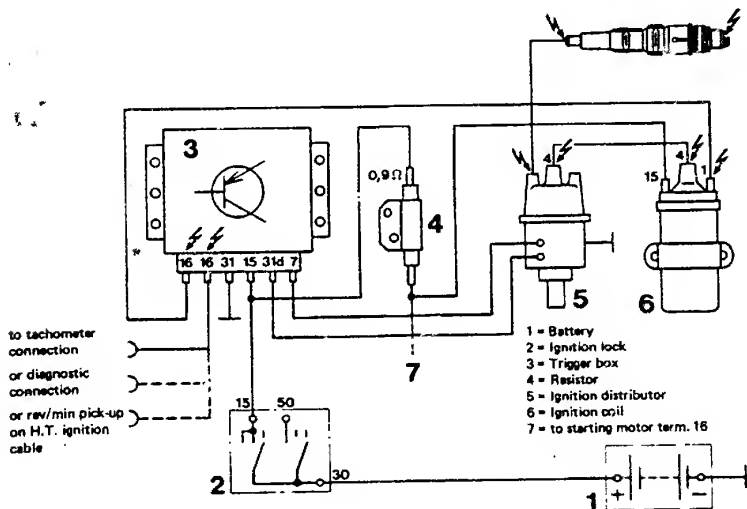 3
0,9Ω
4
4
4
15
1
16 16 31 15 31d 7
5
6
to tachometer
connection
or diagnostic
connection
or rev/min pick-up
on H.T. ignition
cable
7
1 = Battery
2 = Ignition lock
3 = Trigger box
4 = Resistor
5 = Ignition distributor
6 = Ignition coil
7 = to starting motor term. 16
15
50
30
2
1
+
−